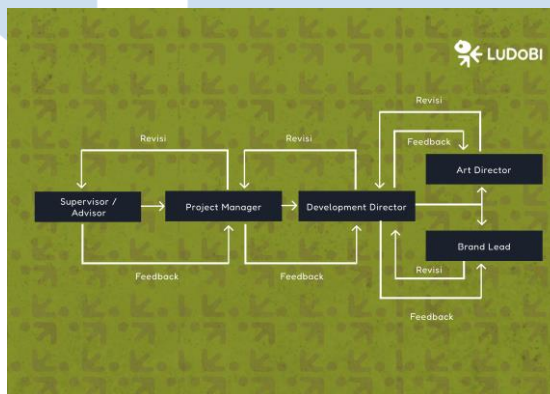 LUDOBI
Revisi
Revisi
Revisi
Feedback
Art Director
Supervisor /
Advisor
Project Manager
Development Director
Brand Lead
Feedback
Feedback
Revisi
Feedback